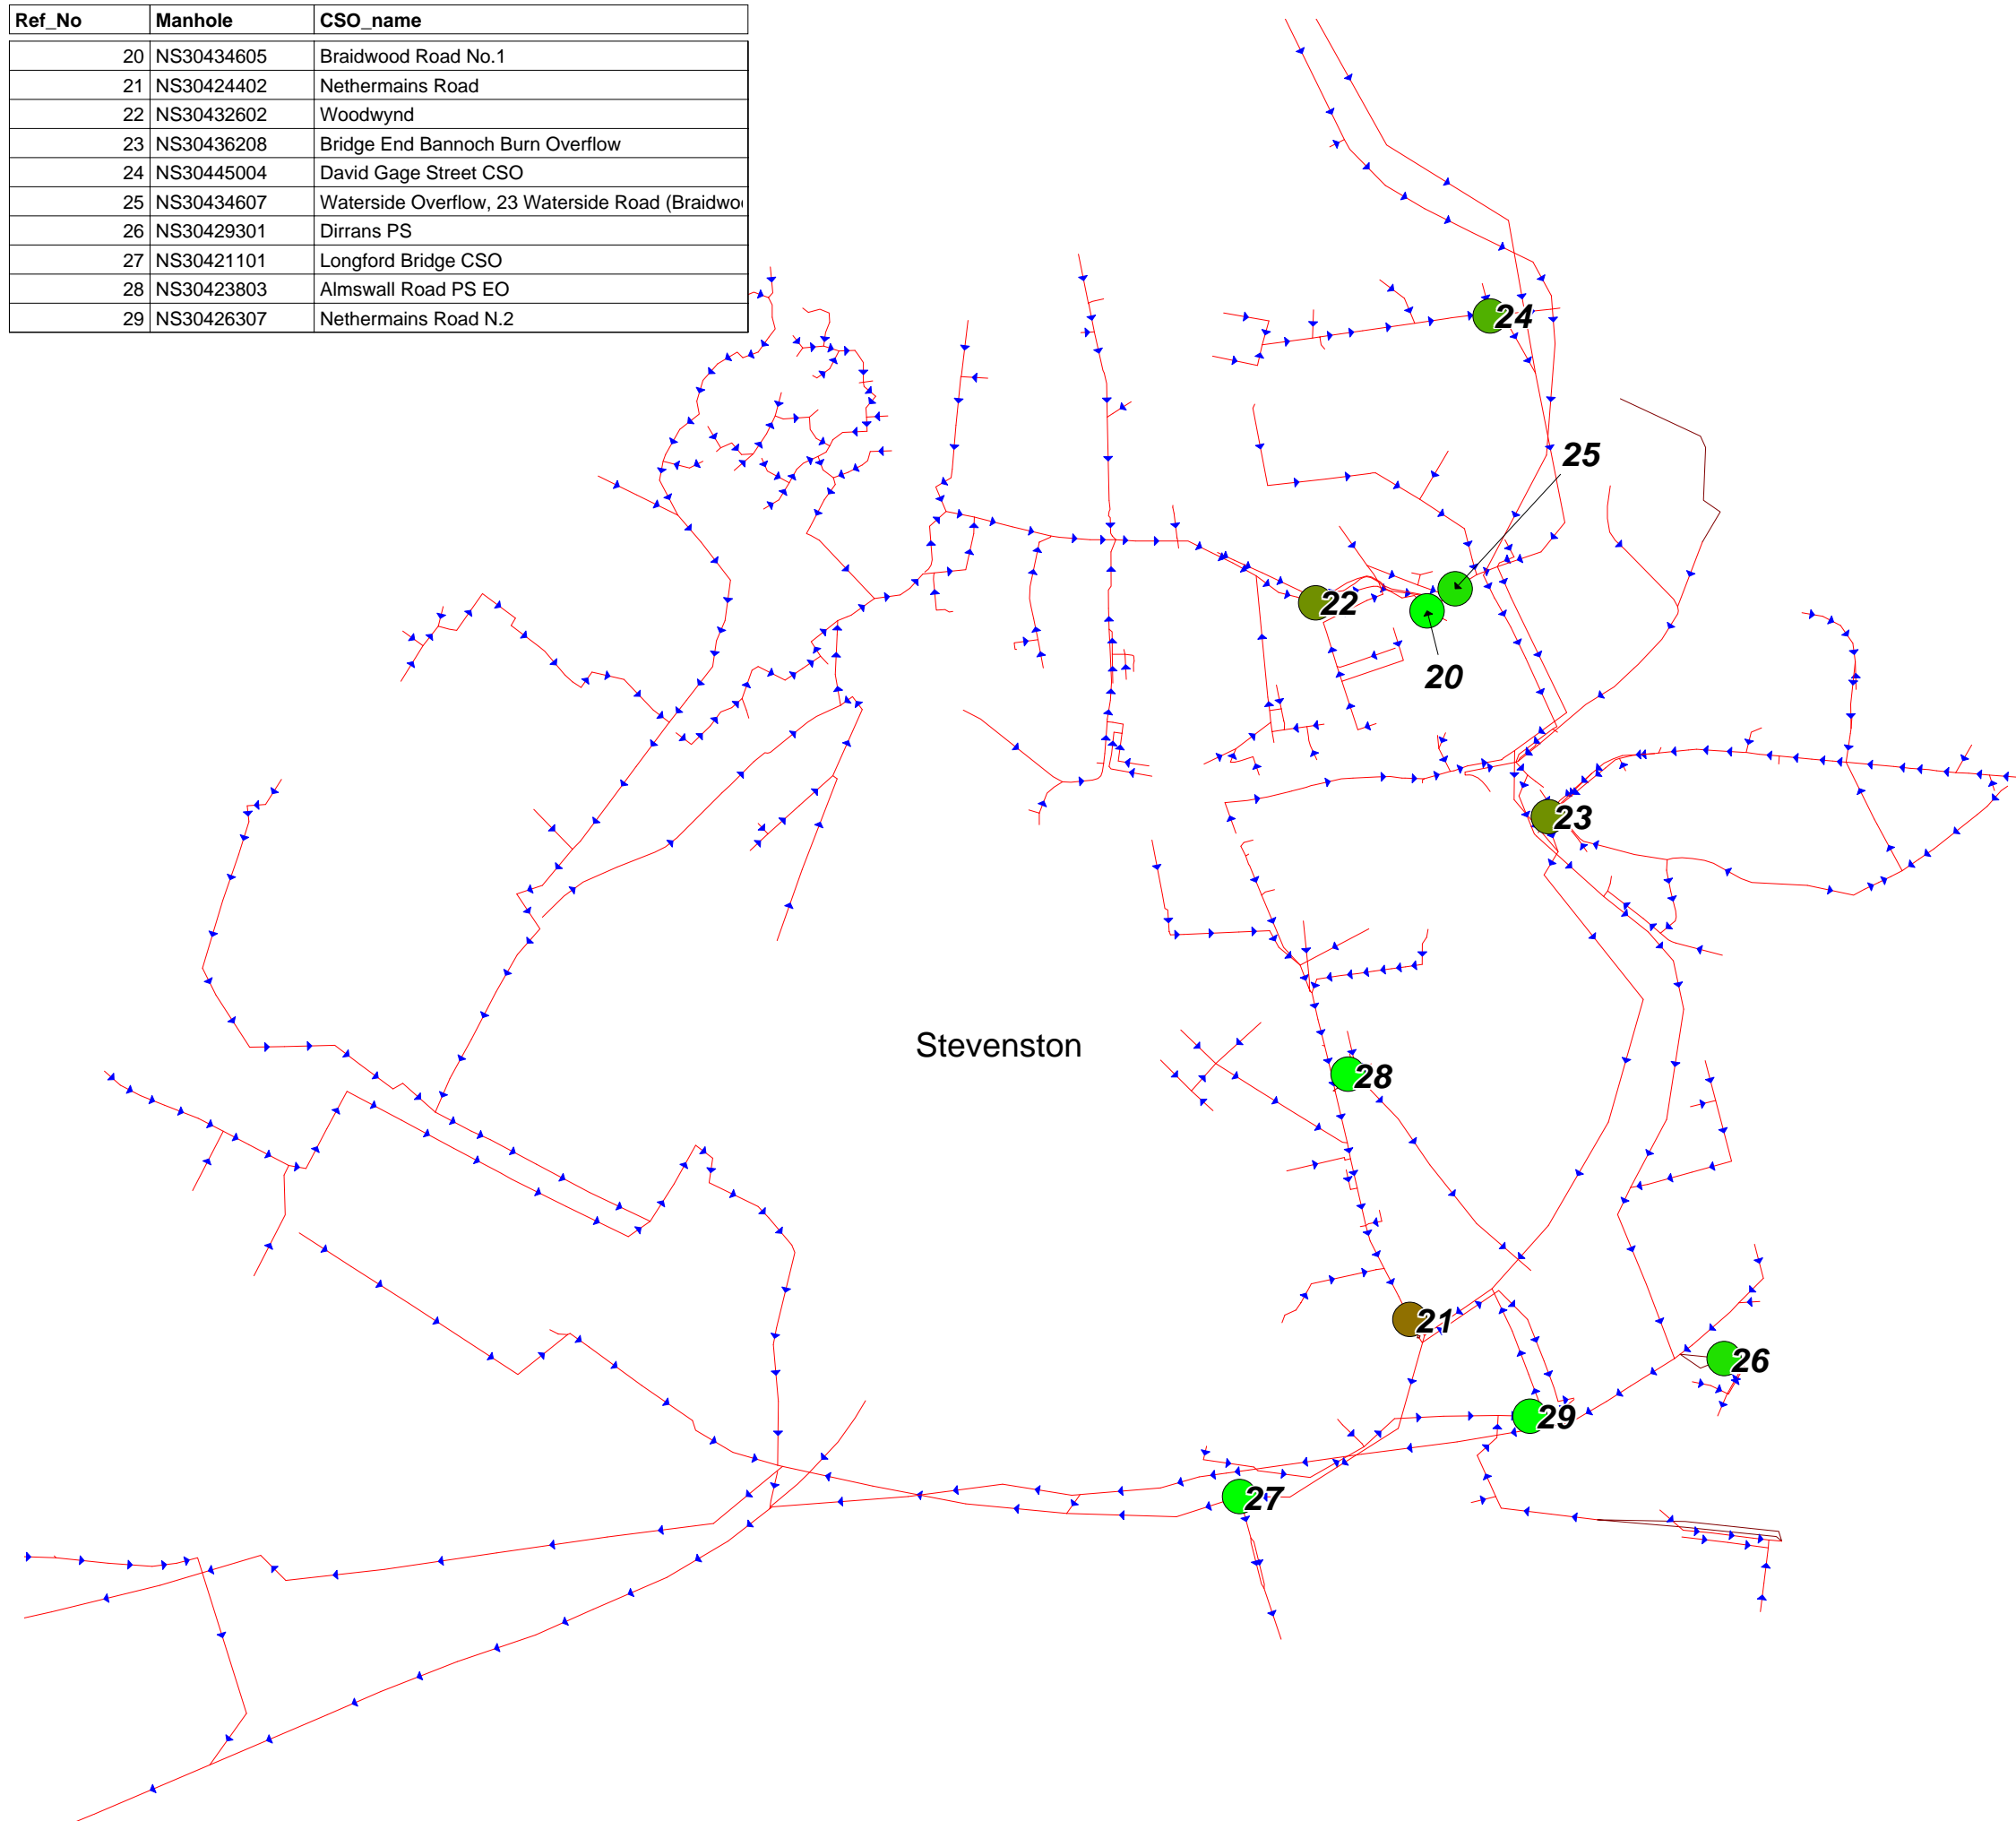 Ref_No Manhole CSO_name
20 NS30434605 Braidwood Road No.1
21 NS30424402 Nethermains Road
22 NS30432602 Woodwynd
23 NS30436208 Bridge End Bannoch Burn Overflow
24 NS30445004 David Gage Street CSO
25 NS30434607 Waterside Overflow, 23 Waterside Road (Braidwo
26 NS30429301 Dirrans PS
27 NS30421101 Longford Bridge CSO
28 NS30423803 Almswall Road PS EO
29 NS30426307 Nethermains Road N.2
24
25
22
20
23
Stevenston
28
21
26
29
27